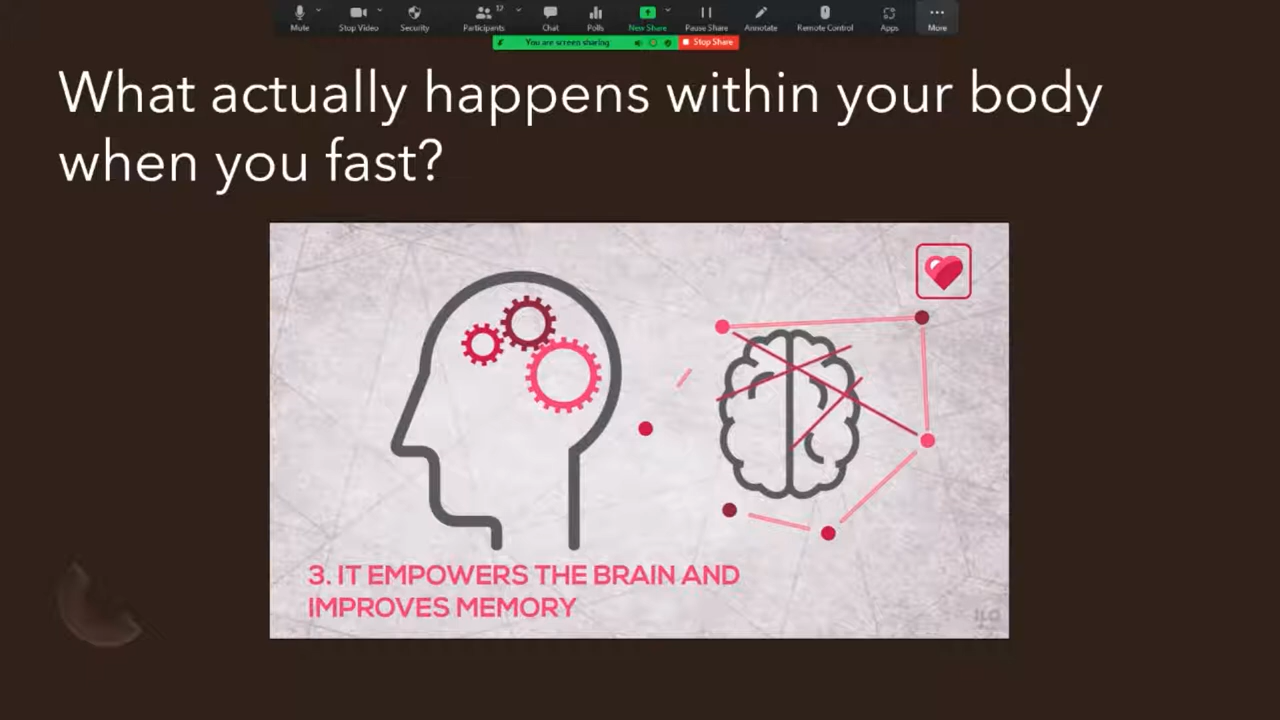 Mute
Stop Video
Security
Participants
12
Chat
Polls
New Share
Pause Share
Annotate
Remote Control
Apps
More
You are screen sharing
Stop Share
What actually happens within your body
when you fast?
3. IT EMPOWERS THE BRAIN AND
IMPROVES MEMORY